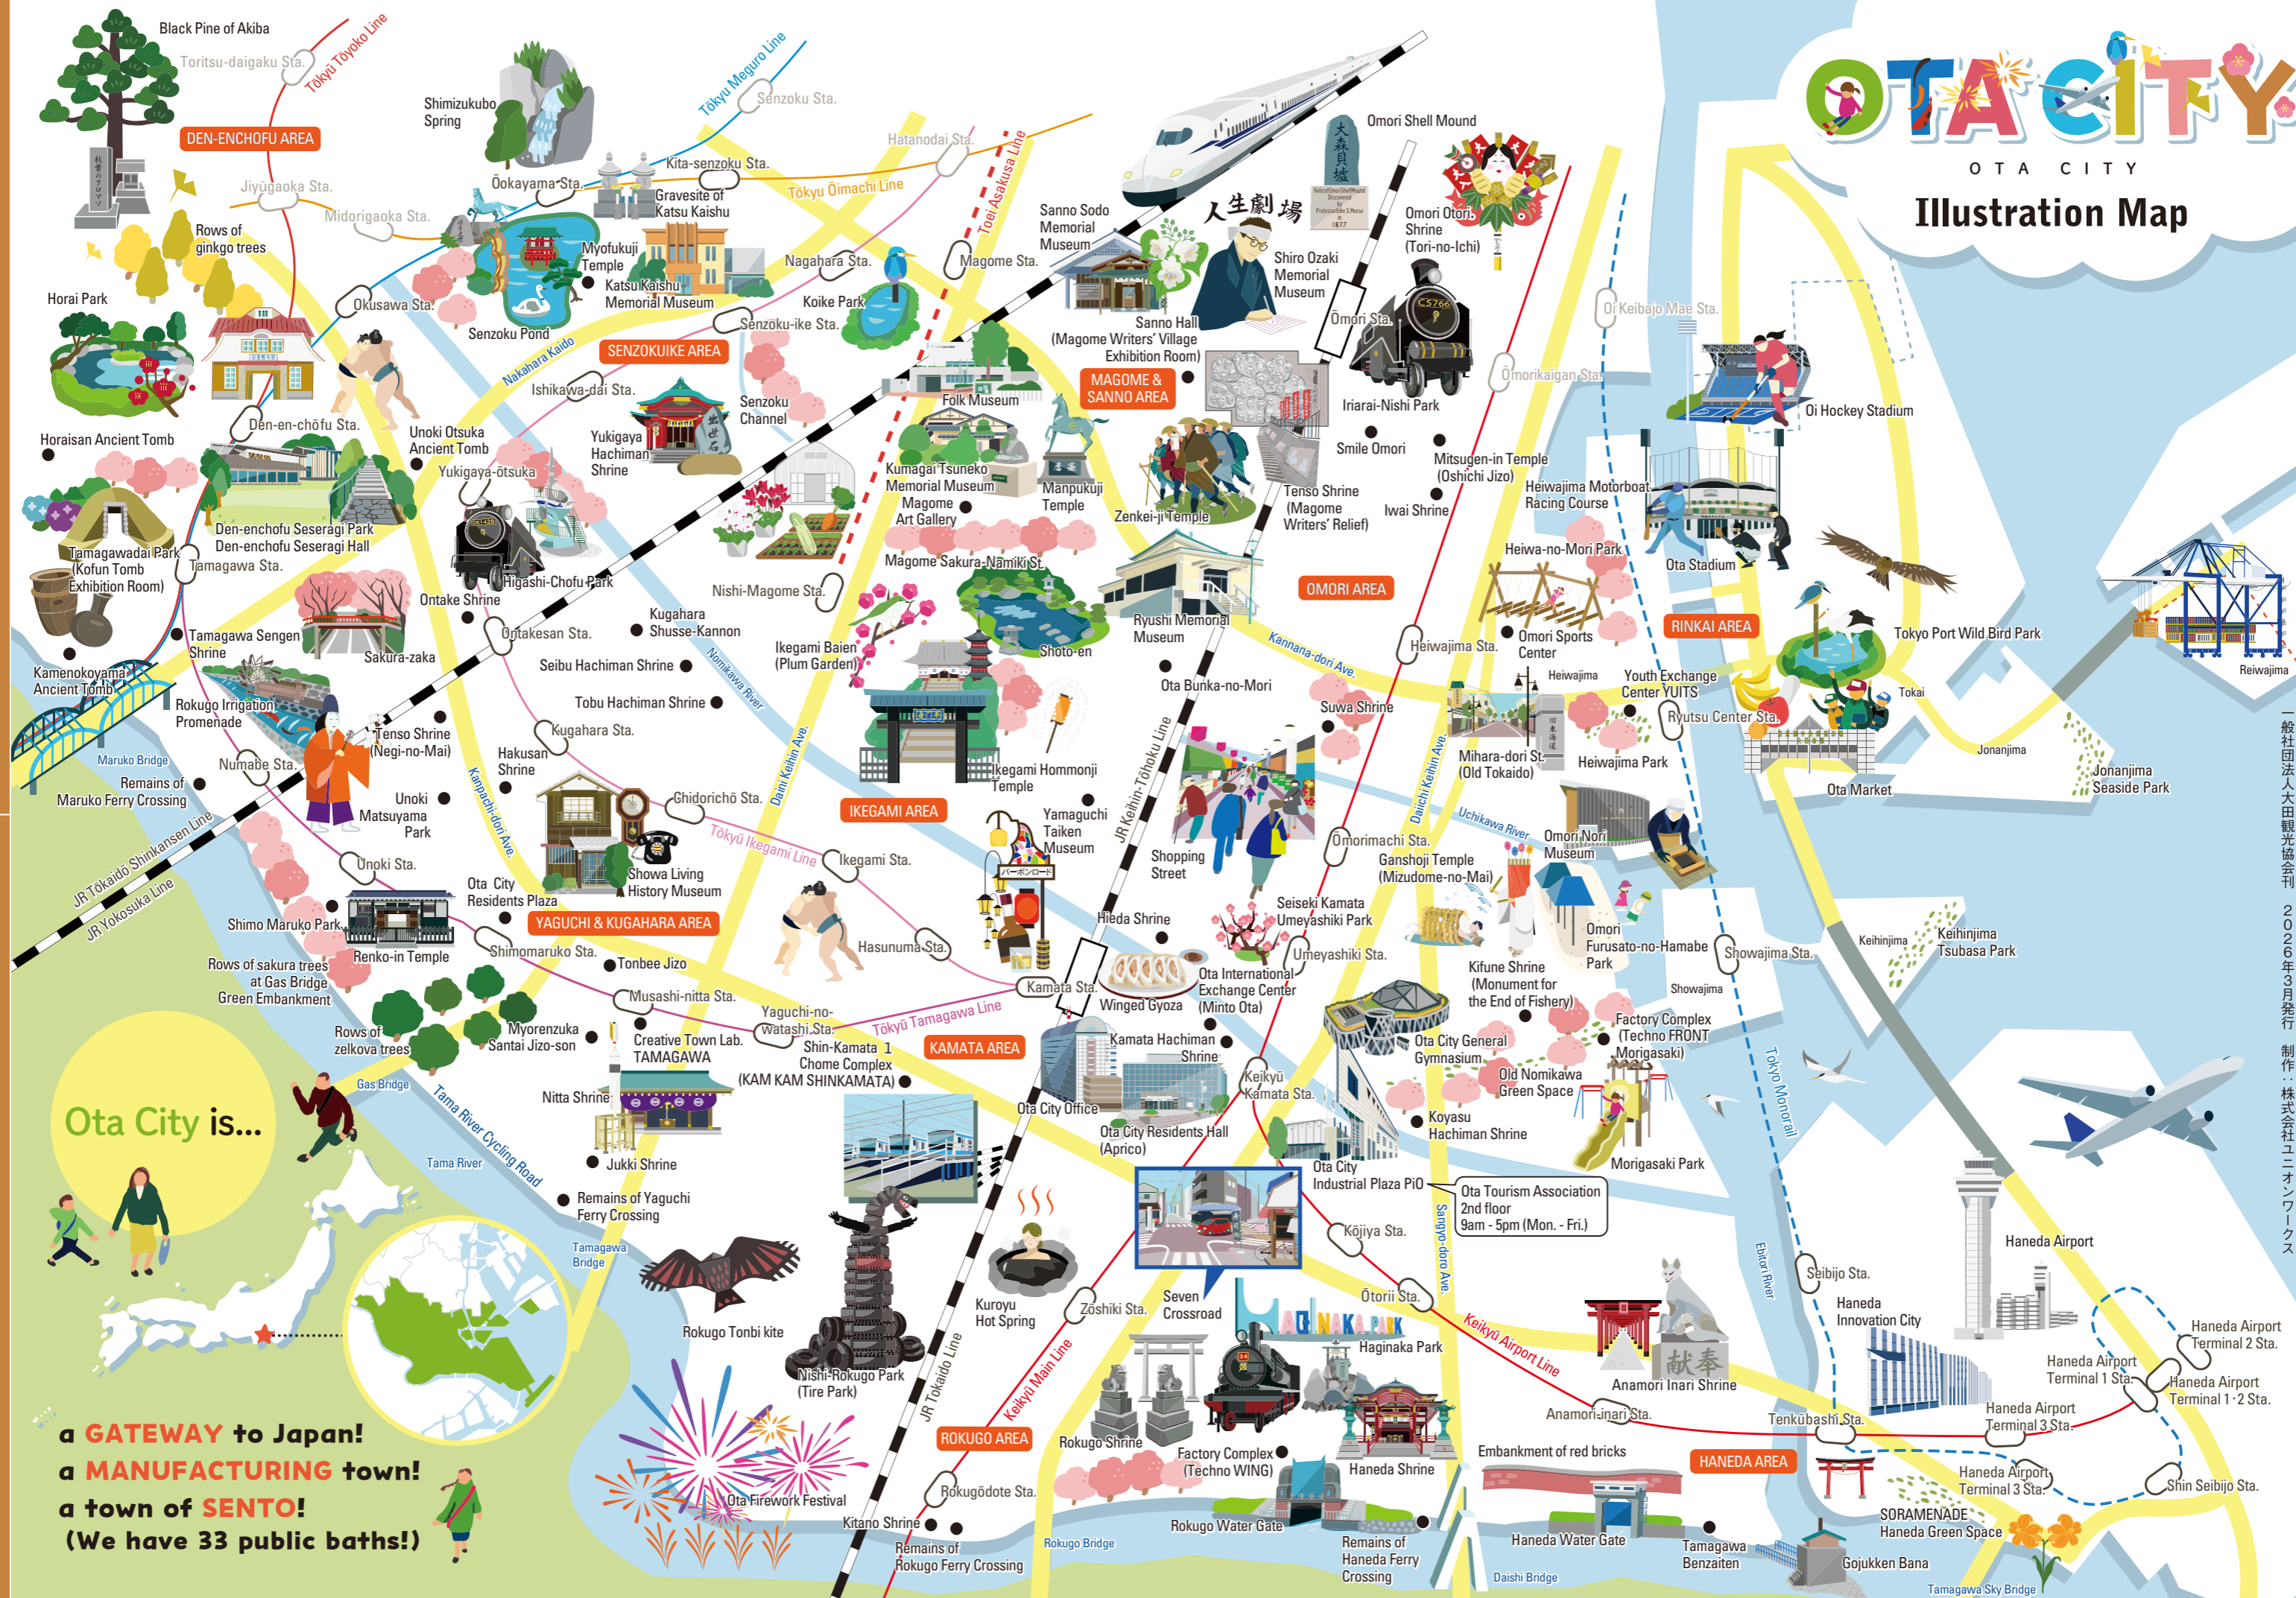 OTA CITY
OTA CITY
Illustration Map
Black Pine of Akiba
秋葉のクロマツ
Toritsu-daigaku Sta.
Tōkyū Tōyoko Line
DEN-ENCHOFU AREA
Jiyūgaoka Sta.
Midorigaoka Sta.
Rows of
ginkgo trees
Horai Park
Okusawa Sta.
Shimizukubo
Spring
Ōokayama Sta.
Kita-senzoku Sta.
Tōkyu Meguro Line
Senzoku Sta.
Hatanodai Sta.
Tōkyu Ōimachi Line
Toei Asakusa Line
Gravesite of
Katsu Kaishu
Myofukuji
Temple
Katsu Kaishu
Memorial Museum
Senzoku Pond
Nagahara Sta.
Magome Sta.
Koike Park
Senzoku-ike Sta.
SENZOKUIKE AREA
Nakahara Kaido
Ishikawa-dai Sta.
Senzoku
Channel
Yukigaya
Hachiman
Shrine
出世石
Den-en-chōfu Sta.
Unoki Otsuka
Ancient Tomb
Yukigaya-ōtsuka
Horaisan Ancient Tomb
Den-enchofu Seseragi Park
Den-enchofu Seseragi Hall
Tamagawadai Park
(Kofun Tomb
Exhibition Room)
Tamagawa Sta.
Higashi-Chofu Park
Ontake Shrine
Ontakesan Sta.
Tamagawa Sengen
Shrine
Sakura-zaka
Kamenokoyama
Ancient Tomb
Rokugo Irrigation
Promenade
Tenso Shrine
(Negi-no-Mai)
Maruko Bridge
Remains of
Maruko Ferry Crossing
Numabe Sta.
Unoki
Matsuyama
Park
Hakusan
Shrine
JR Tōkaidō Shinkansen Line
JR Yokosuka Line
Kanpachi-dori Ave.
Unoki Sta.
Kugahara
Shusse-Kannon
Seibu Hachiman Shrine
Tobu Hachiman Shrine
Nomikawa River
Kugahara Sta.
Chidorichō Sta.
Daini Keihin Ave.
Tōkyū Ikegami Line
Showa Living
History Museum
YAGUCHI & KUGAHARA AREA
Ota City
Residents Plaza
Shimo Maruko Park
Renko-in Temple
Shimomaruko Sta.
Tonbee Jizo
Rows of sakura trees
at Gas Bridge
Green Embankment
Rows of
zelkova trees
Myorenzuka
Santai Jizo-son
Musashi-nitta Sta.
Creative Town Lab.
TAMAGAWA
Yaguchi-no-
watashi Sta.
Tōkyū Tamagawa Line
Shin-Kamata 1
Chome Complex
(KAM KAM SHINKAMATA)
Nitta Shrine
Jukki Shrine
Remains of Yaguchi
Ferry Crossing
Gas Bridge
Tama River Cycling Road
Tama River
Tamagawa
Bridge
Omori Shell Mound
大森貝墟
1877
Omori Otori
Shrine
(Tori-no-Ichi)
Sanno Sodo
Memorial
Museum
人生劇場
Shiro Ozaki
Memorial
Museum
Sanno Hall
(Magome Writers' Village
Exhibition Room)
MAGOME &
SANNO AREA
Ōmori Sta.
C5766
Iriarai-Nishi Park
Smile Omori
Mitsugen-in Temple
(Oshichi Jizo)
Iwai Shrine
Folk Museum
Kumagai Tsuneko
Memorial Museum
Magome
Art Gallery
Manpukuji
Temple
Zenkei-ji Temple
Tenso Shrine
(Magome
Writers' Relief)
Magome Sakura-Namiki St.
Nishi-Magome Sta.
Ikegami Baien
(Plum Garden)
Shoto-en
Ryushi Memorial
Museum
Ota Bunka-no-Mori
OMORI AREA
Kannana-dori Ave.
Suwa Shrine
Ikegami Hommonji
Temple
IKEGAMI AREA
Yamaguchi
Taiken
Museum
JR Keihin-Tōhoku Line
Shopping
Street
Ikegami Sta.
バーボンロード
Hasunuma Sta.
Hieda Shrine
Kamata Sta.
Winged Gyoza
Seiseki Kamata
Umeyashiki Park
Umeyashiki Sta.
Ota International
Exchange Center
(Minto Ota)
KAMATA AREA
Kamata Hachiman
Shrine
Ota City Office
Ota City Residents Hall
(Aprico)
Keikyū
Kamata Sta.
Oi Keibajo Mae Sta.
Ōmorikaigan Sta.
Oi Hockey Stadium
Heiwajima Motorboat
Racing Course
Heiwa-no-Mori Park
Ota Stadium
RINKAI AREA
Tokyo Port Wild Bird Park
Reiwajima
Heiwajima Sta.
Omori Sports
Center
Heiwajima
Youth Exchange
Center YUITS
Ryutsu Center Sta.
Tokai
Jonanjima
Jonanjima
Seaside Park
Ota Market
Mihara-dori St.
(Old Tokaido)
旧東海道
Heiwajima Park
Daiichi Keihin Ave.
Uchikawa River
Ōmorimachi Sta.
Ganshoji Temple
(Mizudome-no-Mai)
Omori Nori
Museum
Omori
Furusato-no-Hamabe
Park
Showajima Sta.
Showajima
Keihinjima
Keihinjima
Tsubasa Park
Kifune Shrine
(Monument for
the End of Fishery)
Factory Complex
(Techno FRONT
Morigasaki)
Ota City General
Gymnasium
Old Nomikawa
Green Space
Koyasu
Hachiman Shrine
Morigasaki Park
Tokyo Monorail
Ota City
Industrial Plaza PiO
Ota Tourism Association
2nd floor
9am - 5pm (Mon. - Fri.)
Sangyo-doro Ave.
Kōjiya Sta.
Ōtorii Sta.
Keikyū Airport Line
Ebitori River
Seibijo Sta.
Haneda Airport
Haneda
Innovation City
Haneda Airport
Terminal 2 Sta.
Haneda Airport
Terminal 1 Sta.
Haneda Airport
Terminal 1・2 Sta.
Haneda Airport
Terminal 3 Sta.
Anamori Inari Shrine
献奉
Anamori-inari Sta.
Tenkūbashi Sta.
Embankment of red bricks
HANEDA AREA
Haneda Airport
Terminal 3 Sta.
Shin Seibijo Sta.
SORAMENADE
Haneda Green Space
Gojukken Bana
Tamagawa Sky Bridge
Tamagawa
Benzaiten
Haneda Water Gate
Daishi Bridge
Remains of
Haneda Ferry
Crossing
Haneda Shrine
Rokugo Water Gate
Factory Complex
(Techno WING)
HAGINAKA PARK
Haginaka Park
Seven
Crossroad
Rokugo Shrine
Zōshiki Sta.
Kuroyu
Hot Spring
Keikyū Main Line
JR Tokaido Line
ROKUGO AREA
Rokugōdote Sta.
Rokugo Bridge
Kitano Shrine
Remains of
Rokugo Ferry Crossing
Ota Firework Festival
Nishi-Rokugo Park
(Tire Park)
Rokugo Tonbi kite
Ota City is...
a GATEWAY to Japan!
a MANUFACTURING town!
a town of SENTO!
(We have 33 public baths!)
一般社団法人大田観光協会刊 2026年3月発行 制作:株式会社ユニオンワークス